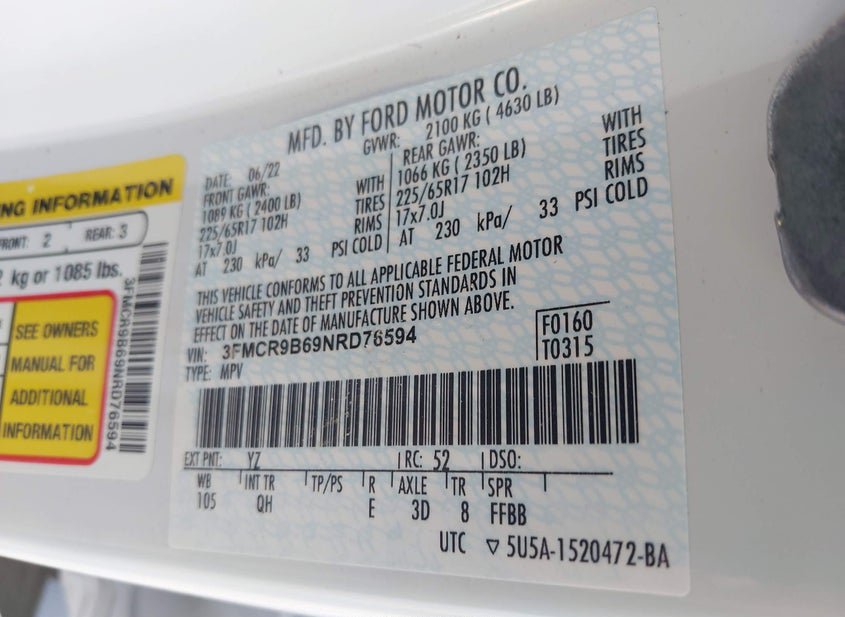 NG INFORMATION
FRONT: 2 REAR: 3
kg or 1085 lbs.
SEE OWNERS
MANUAL FOR
ADDITIONAL
INFORMATION
3FMCR9B69NRD76594
MFD. BY FORD MOTOR CO.
GVWR: 2100 KG ( 4630 LB)
DATE: 06/22
FRONT GAWR:
1089 KG ( 2400 LB) WITH
225/65R17 102H TIRES
17x7.0J RIMS
AT 230 kPa/ 33 PSI COLD
REAR GAWR:
1066 KG ( 2350 LB) WITH
225/65R17 102H TIRES
17x7.0J RIMS
AT 230 kPa/ 33 PSI COLD
THIS VEHICLE CONFORMS TO ALL APPLICABLE FEDERAL MOTOR
VEHICLE SAFETY AND THEFT PREVENTION STANDARDS IN
EFFECT ON THE DATE OF MANUFACTURE SHOWN ABOVE.
VIN: 3FMCR9B69NRD76594
TYPE: MPV
F0160
T0315
EXT PNT: YZ RC: 52 DSO:
WB INT TR TP/PS R AXLE TR SPR
105 QH E 3D 8 FFBB
UTC ▽ 5U5A-1520472-BA